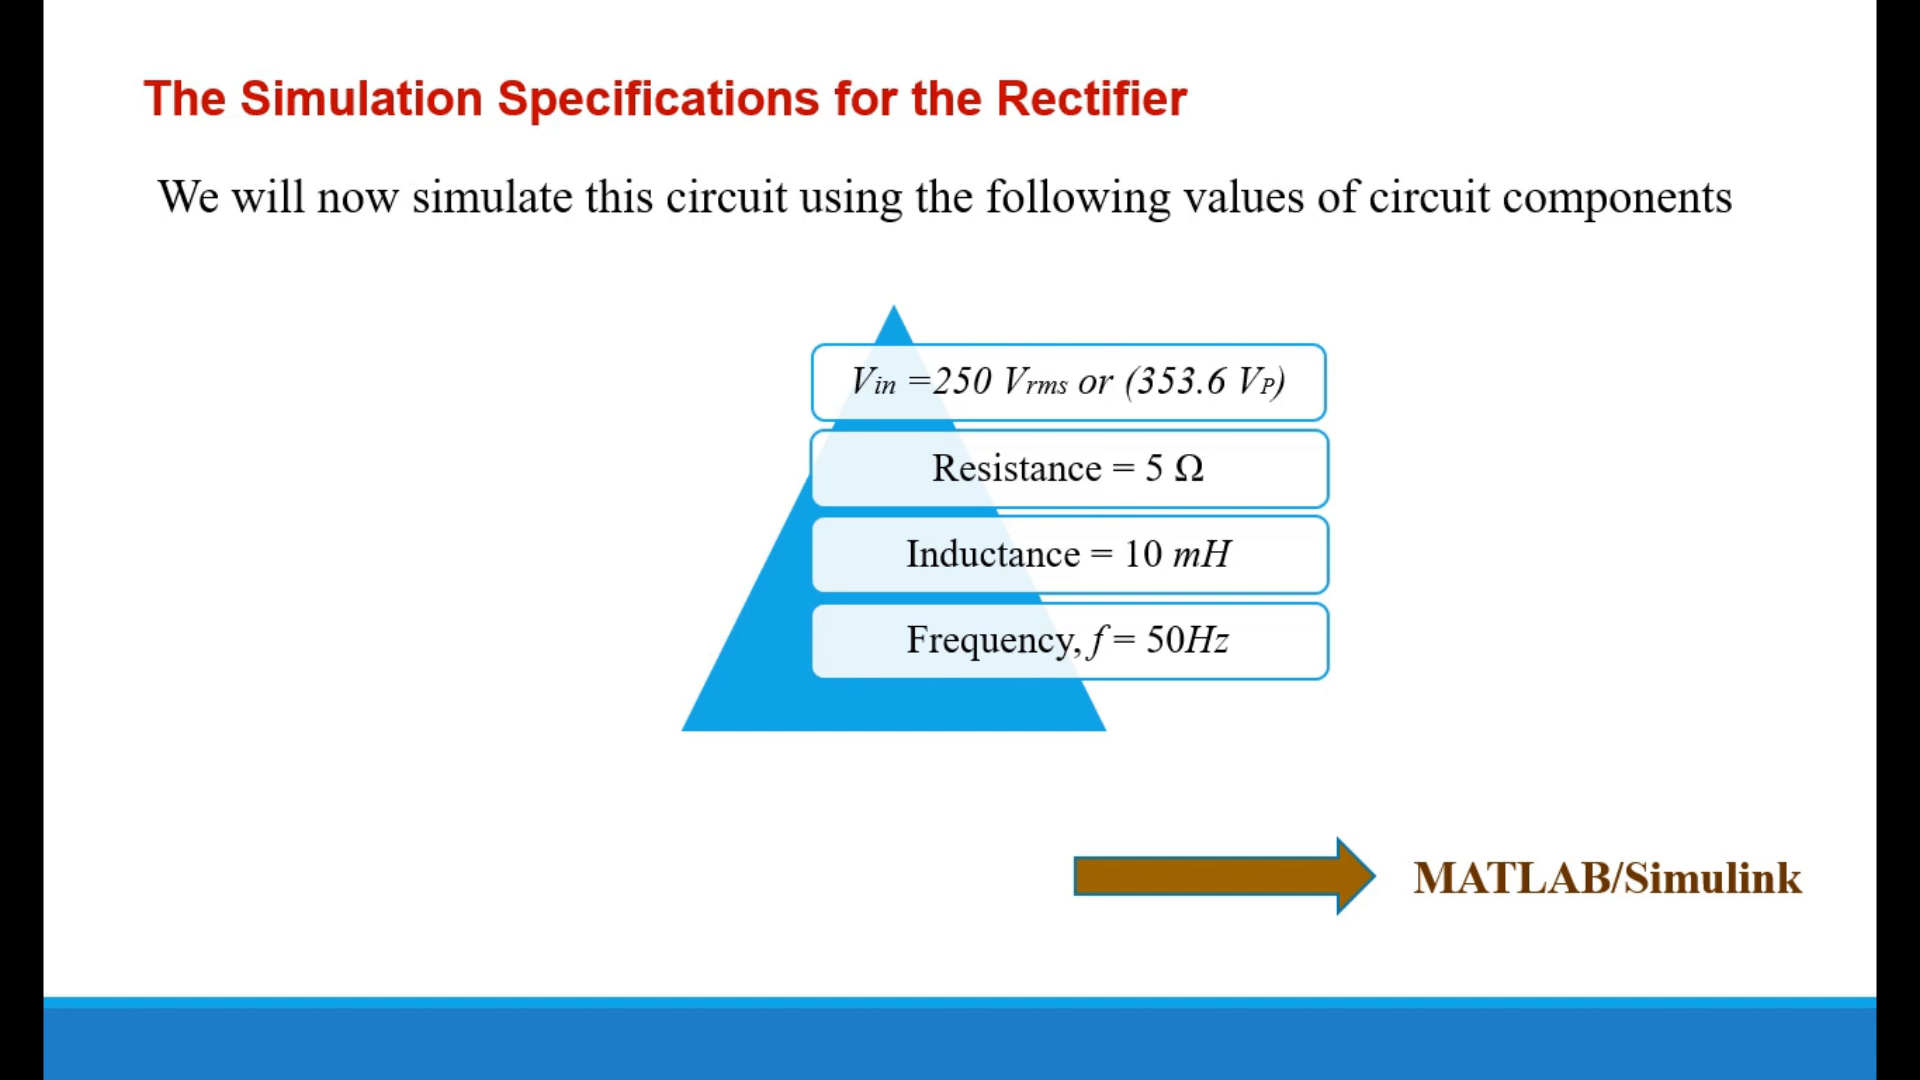 The Simulation Specifications for the Rectifier
We will now simulate this circuit using the following values of circuit components
Vin =250 Vrms or (353.6 VP)
Resistance = 5 Ω
Inductance = 10 mH
Frequency, f = 50Hz
MATLAB/Simulink